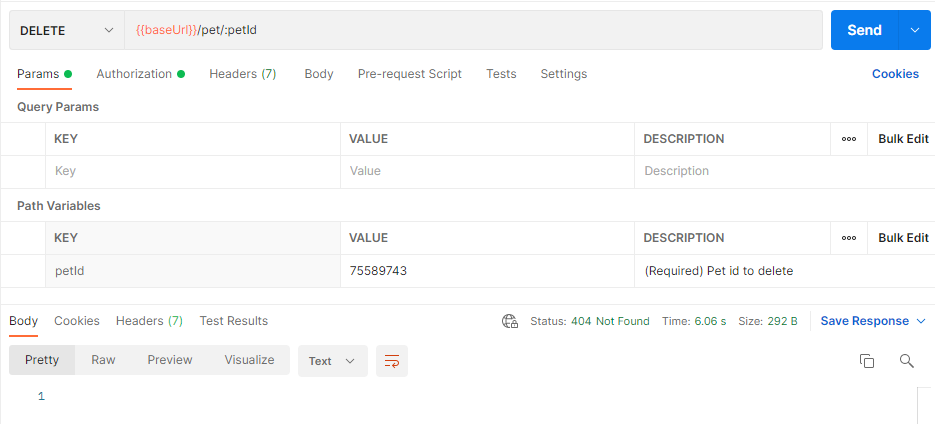 DELETE {{baseUrl}}/pet/:petId Send
Params Authorization Headers (7) Body Pre-request Script Tests Settings Cookies
Query Params
KEY VALUE DESCRIPTION Bulk Edit
Key Value Description
Path Variables
KEY VALUE DESCRIPTION Bulk Edit
petId 75589743 (Required) Pet id to delete
Body Cookies Headers (7) Test Results Status: 404 Not Found Time: 6.06 s Size: 292 B Save Response
Pretty Raw Preview Visualize Text
1